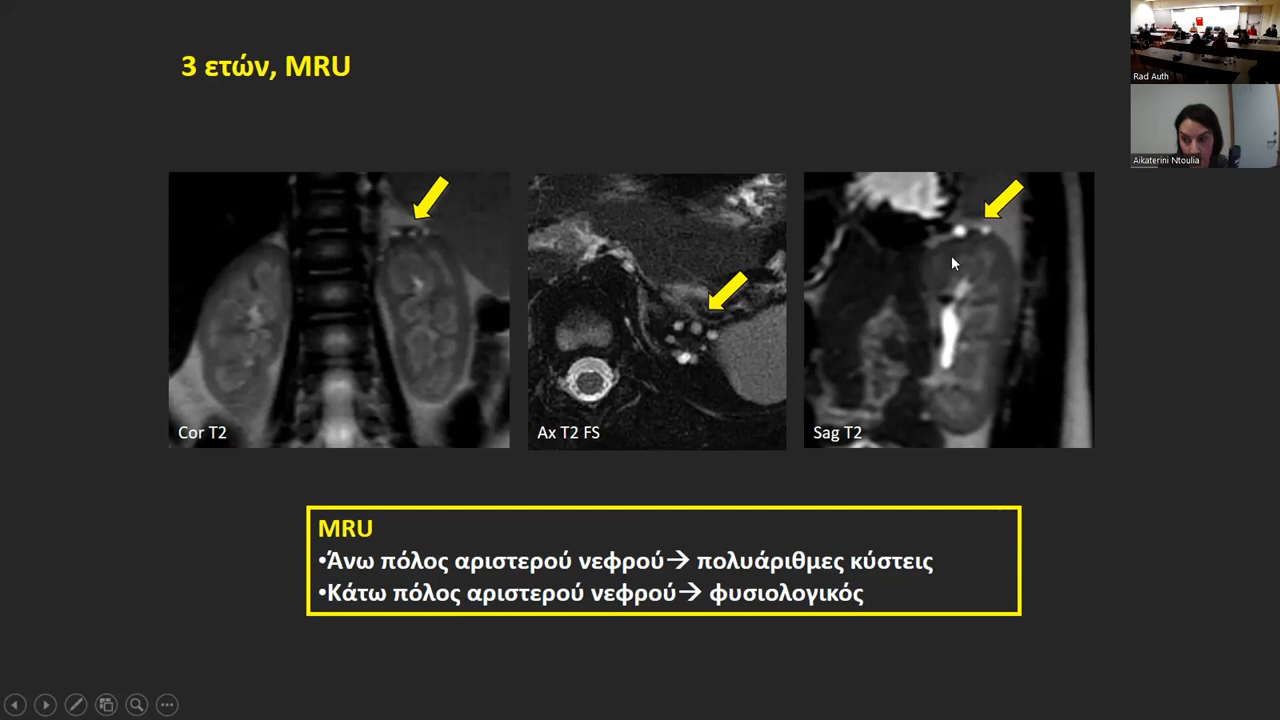 3 ετών, MRU
Rad Auth
Aikaterini Ntoulia
Cor T2
Ax T2 FS
Sag T2
MRU
•Άνω πόλος αριστερού νεφρού→ πολυάριθμες κύστεις
•Κάτω πόλος αριστερού νεφρού→ φυσιολογικός